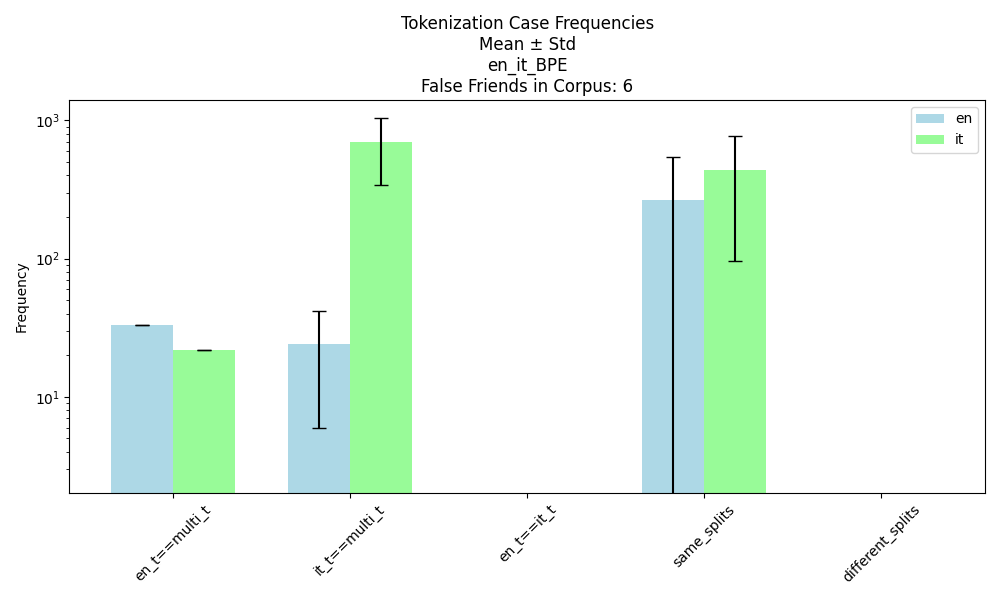 Tokenization Case Frequencies
Mean ± Std
en_it_BPE
False Friends in Corpus: 6
en
it
Frequency
10³
10²
10¹
en_t==multi_t
it_t==multi_t
en_t==it_t
same_splits
different_splits